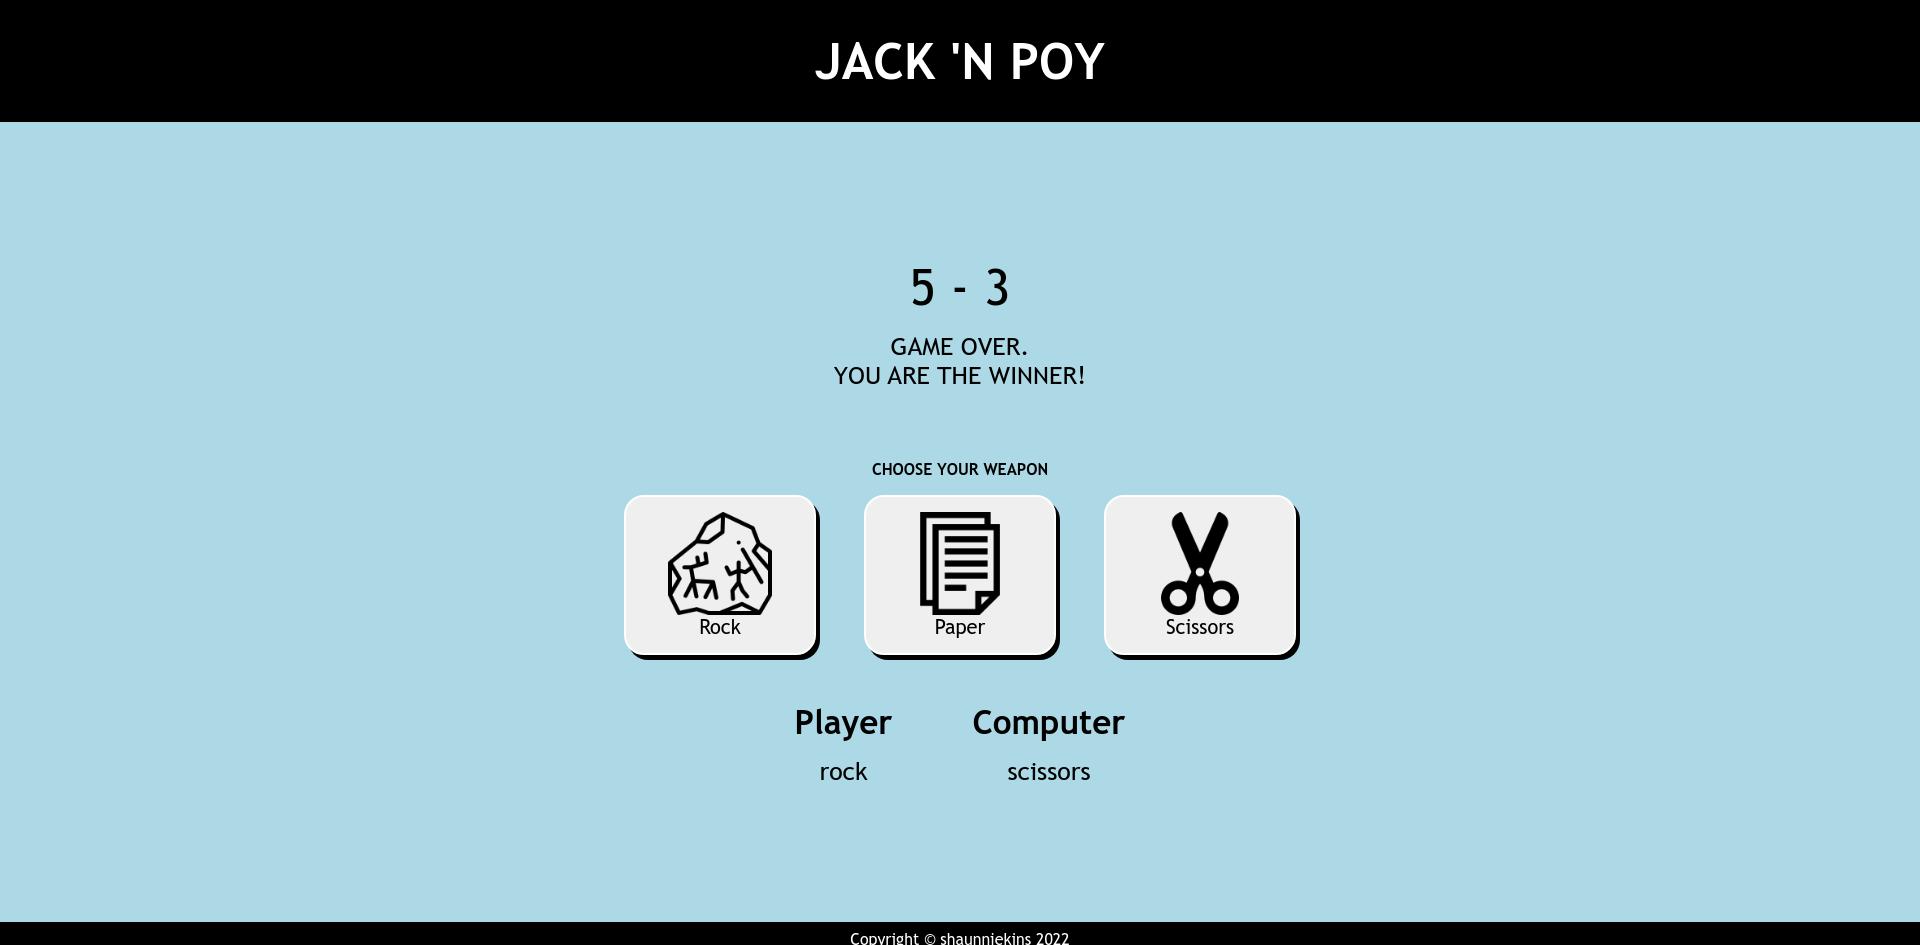 JACK 'N POY
5 - 3
GAME OVER.
YOU ARE THE WINNER!
CHOOSE YOUR WEAPON
Rock
Paper
Scissors
Player
Computer
rock
scissors
Copyright © shaunniekins 2022